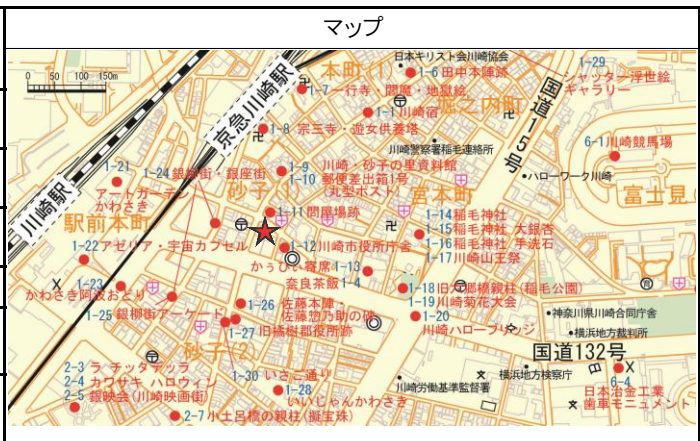 マップ
0 50 100 150m
日本キリスト会川崎協会
1-6 田中本陣跡
本町(1)
1-7 一行寺・閻魔・地獄絵
京急川崎駅
1-1 川崎宿
堀之内町
国道15号
1-29
シャッター浮世絵
ギャラリー
1-8 宗三寺・遊女供養塔
川崎警察署稲毛連絡所
6-1 川崎競馬場
1-21
アートガーデン
かわさき
1-24 銀柳街・銀座街
砂子
1-9 川崎・砂子の里資料館
1-10 郵便差出箱1号
(丸型ポスト)
宮本町
ハローワーク川崎
富士見
川崎駅
駅前本町
1-11 問屋場跡
1-14 稲毛神社
1-15 稲毛神社 大銀杏
1-16 稲毛神社 手洗石
1-17 川崎山王祭
1-22 アゼリア・宇宙カプセル
1-12 川崎市役所庁舎
かぅひぃ寄席 1-13
奈良茶飯 1-4
1-23
かわさき阿波おどり
1-18 旧六郷橋親柱(稲毛公園)
1-19 川崎菊花大会
1-20
川崎ハローブリッジ
1-25 銀柳街アーケード
1-26 佐藤本陣・
佐藤惣乃助の碑
1-27 旧橘樹郡役所跡
神奈川県川崎合同庁舎
横浜地方裁判所
国道132号
砂子(2)
1-30 いさご通り
1-28
いいじゃんかわさき
横浜地方検察庁
川崎労働基準監督署
6-4
日本冶金工業
歯車モニュメント
2-3 ラ チッタデッラ
2-4 カワサキ ハロウィン
2-5 銀映会(川崎映画街)
2-7 小土呂橋の親柱(擬宝珠)